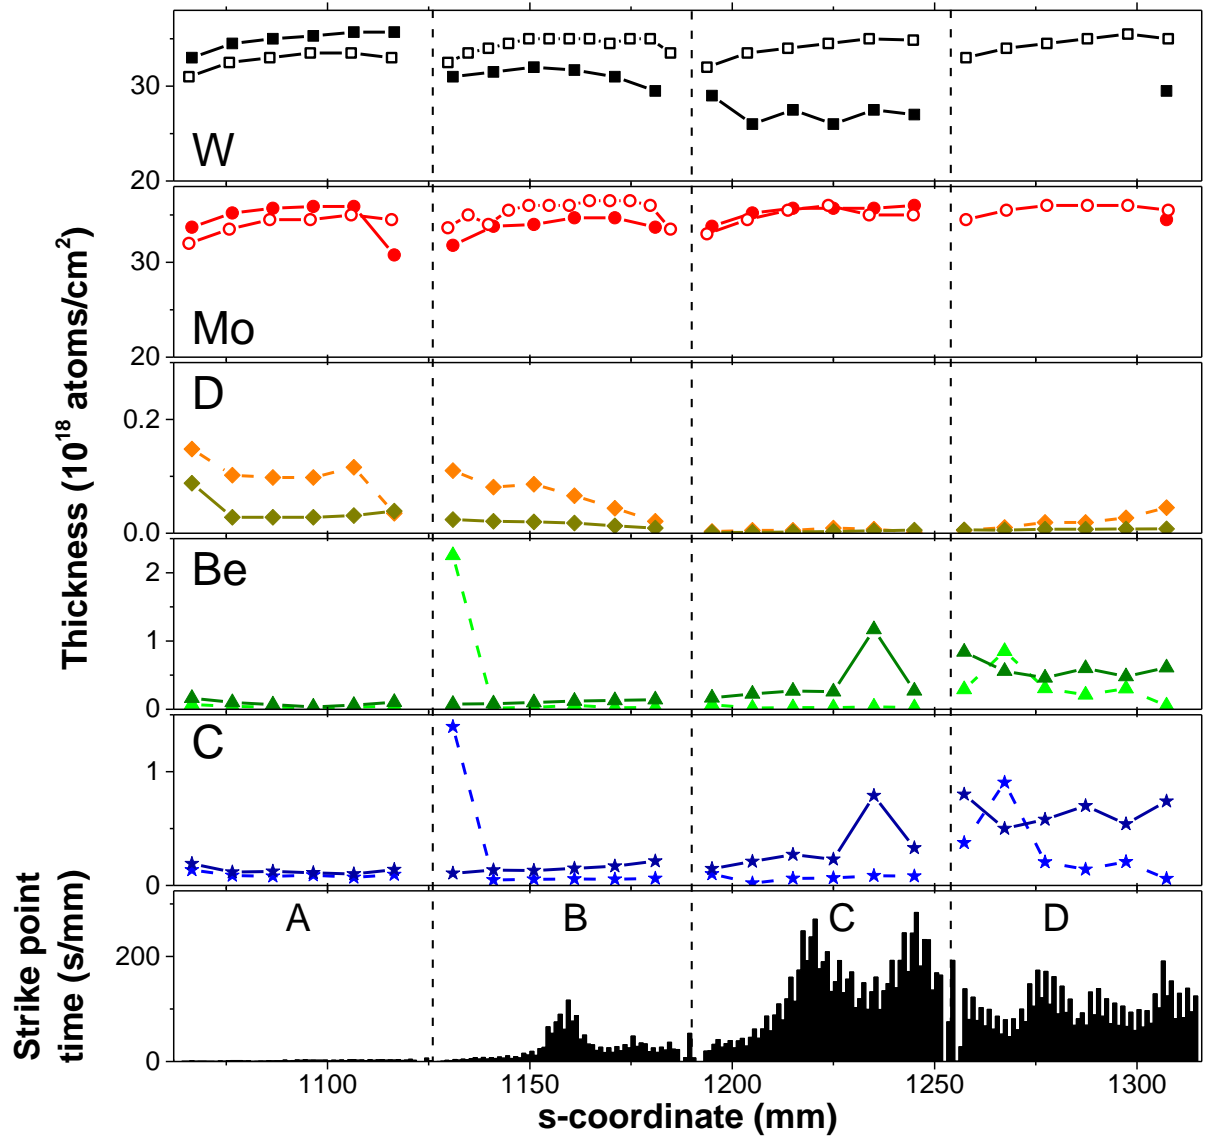 W
30
20
Mo
30
20
D
0.2
0.0
Be
2
1
0
C
1
0
A
B
C
D
200
0
1100
1150
1200
1250
1300
s-coordinate (mm)
Thickness (10¹⁸ atoms/cm²)
Strike point
time (s/mm)